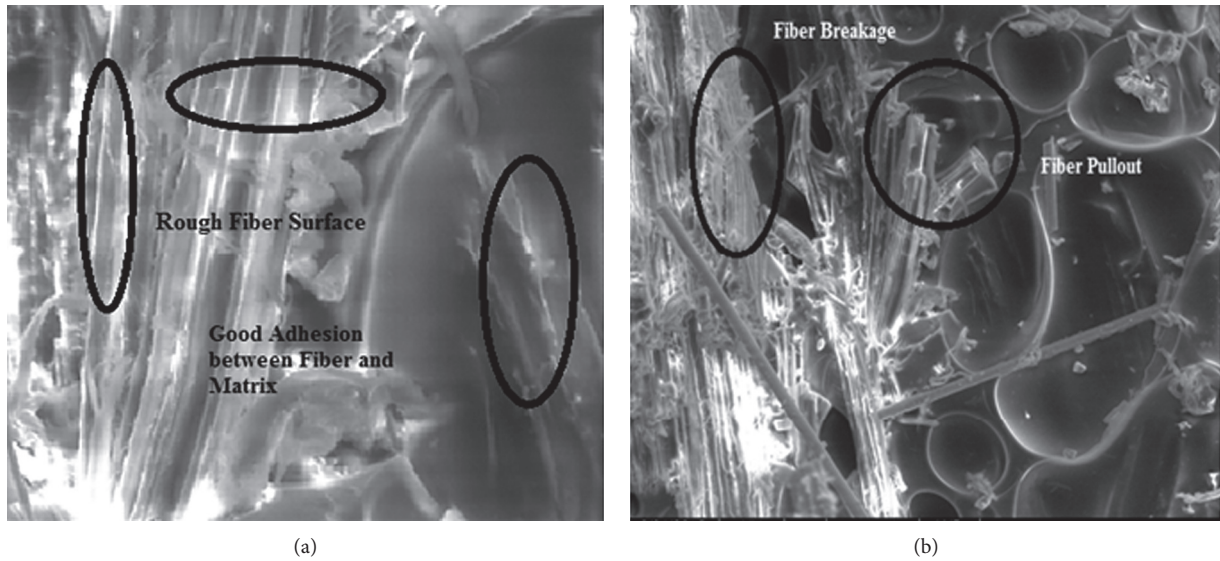 Rough Fiber Surface
Good Adhesion
between Fiber and
Matrix
(a)
Fiber Breakage
Fiber Pullout
(b)